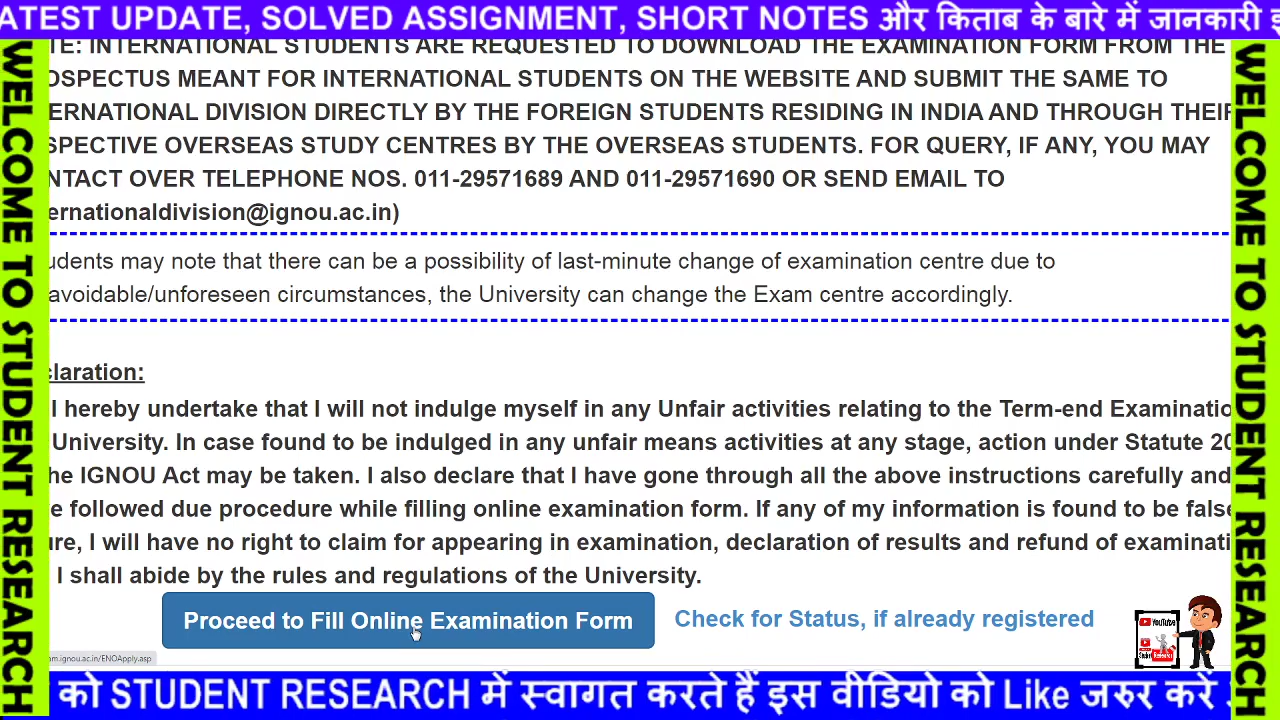 ATEST UPDATE, SOLVED ASSIGNMENT, SHORT NOTES और किताब के बारे में जानकारी
TE: INTERNATIONAL STUDENTS ARE REQUESTED TO DOWNLOAD THE EXAMINATION FORM FROM THE
OSPECTUS MEANT FOR INTERNATIONAL STUDENTS ON THE WEBSITE AND SUBMIT THE SAME TO
ERNATIONAL DIVISION DIRECTLY BY THE FOREIGN STUDENTS RESIDING IN INDIA AND THROUGH THEIR
SPECTIVE OVERSEAS STUDY CENTRES BY THE OVERSEAS STUDENTS. FOR QUERY, IF ANY, YOU MAY
NTACT OVER TELEPHONE NOS. 011-29571689 AND 011-29571690 OR SEND EMAIL TO
ernationaldivision@ignou.ac.in)
udents may note that there can be a possibility of last-minute change of examination centre due to
avoidable/unforeseen circumstances, the University can change the Exam centre accordingly.
claration:
I hereby undertake that I will not indulge myself in any Unfair activities relating to the Term-end Examinatio
University. In case found to be indulged in any unfair means activities at any stage, action under Statute 20
he IGNOU Act may be taken. I also declare that I have gone through all the above instructions carefully and
e followed due procedure while filling online examination form. If any of my information is found to be false
ure, I will have no right to claim for appearing in examination, declaration of results and refund of examinati
I shall abide by the rules and regulations of the University.
Proceed to Fill Online Examination Form
Check for Status, if already registered
m.ignou.ac.in/ENOApply.asp
YouTube
को STUDENT RESEARCH में स्वागत करते हैं इस वीडियो को Like जरुर करें
WELCOME TO STUDENT RESEARCH
WELCOME TO STUDENT RESEARCH